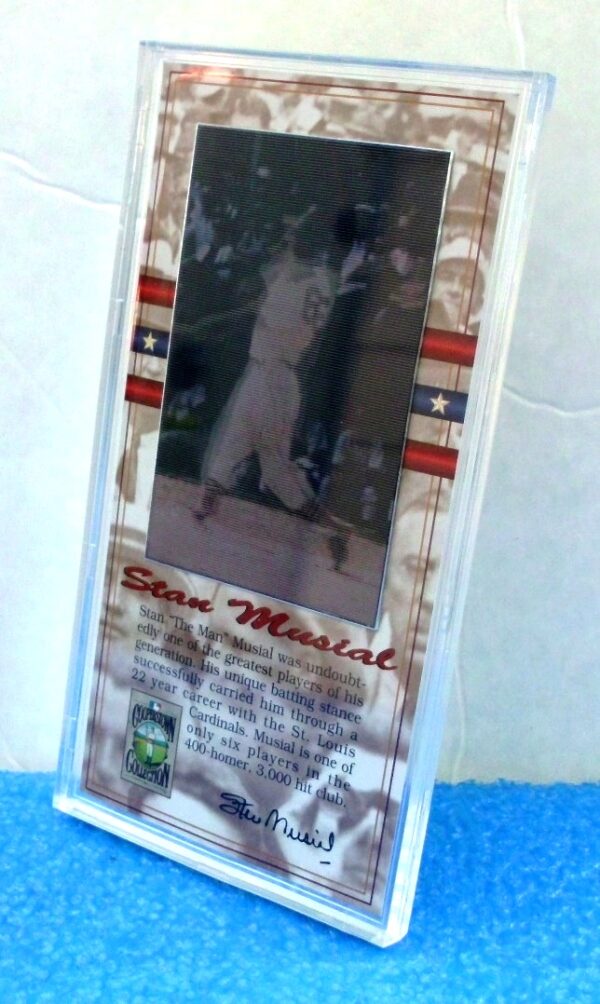 Stan Musial
Stan "The Man" Musial was undoubt-
edly one of the greatest players of his
generation. His unique batting stance
successfully carried him through a
22 year career with the St. Louis
Cardinals. Musial is one of
only six players in the
400-homer, 3,000 hit club.
COOPERSTOWN
COLLECTION
Stan Musial